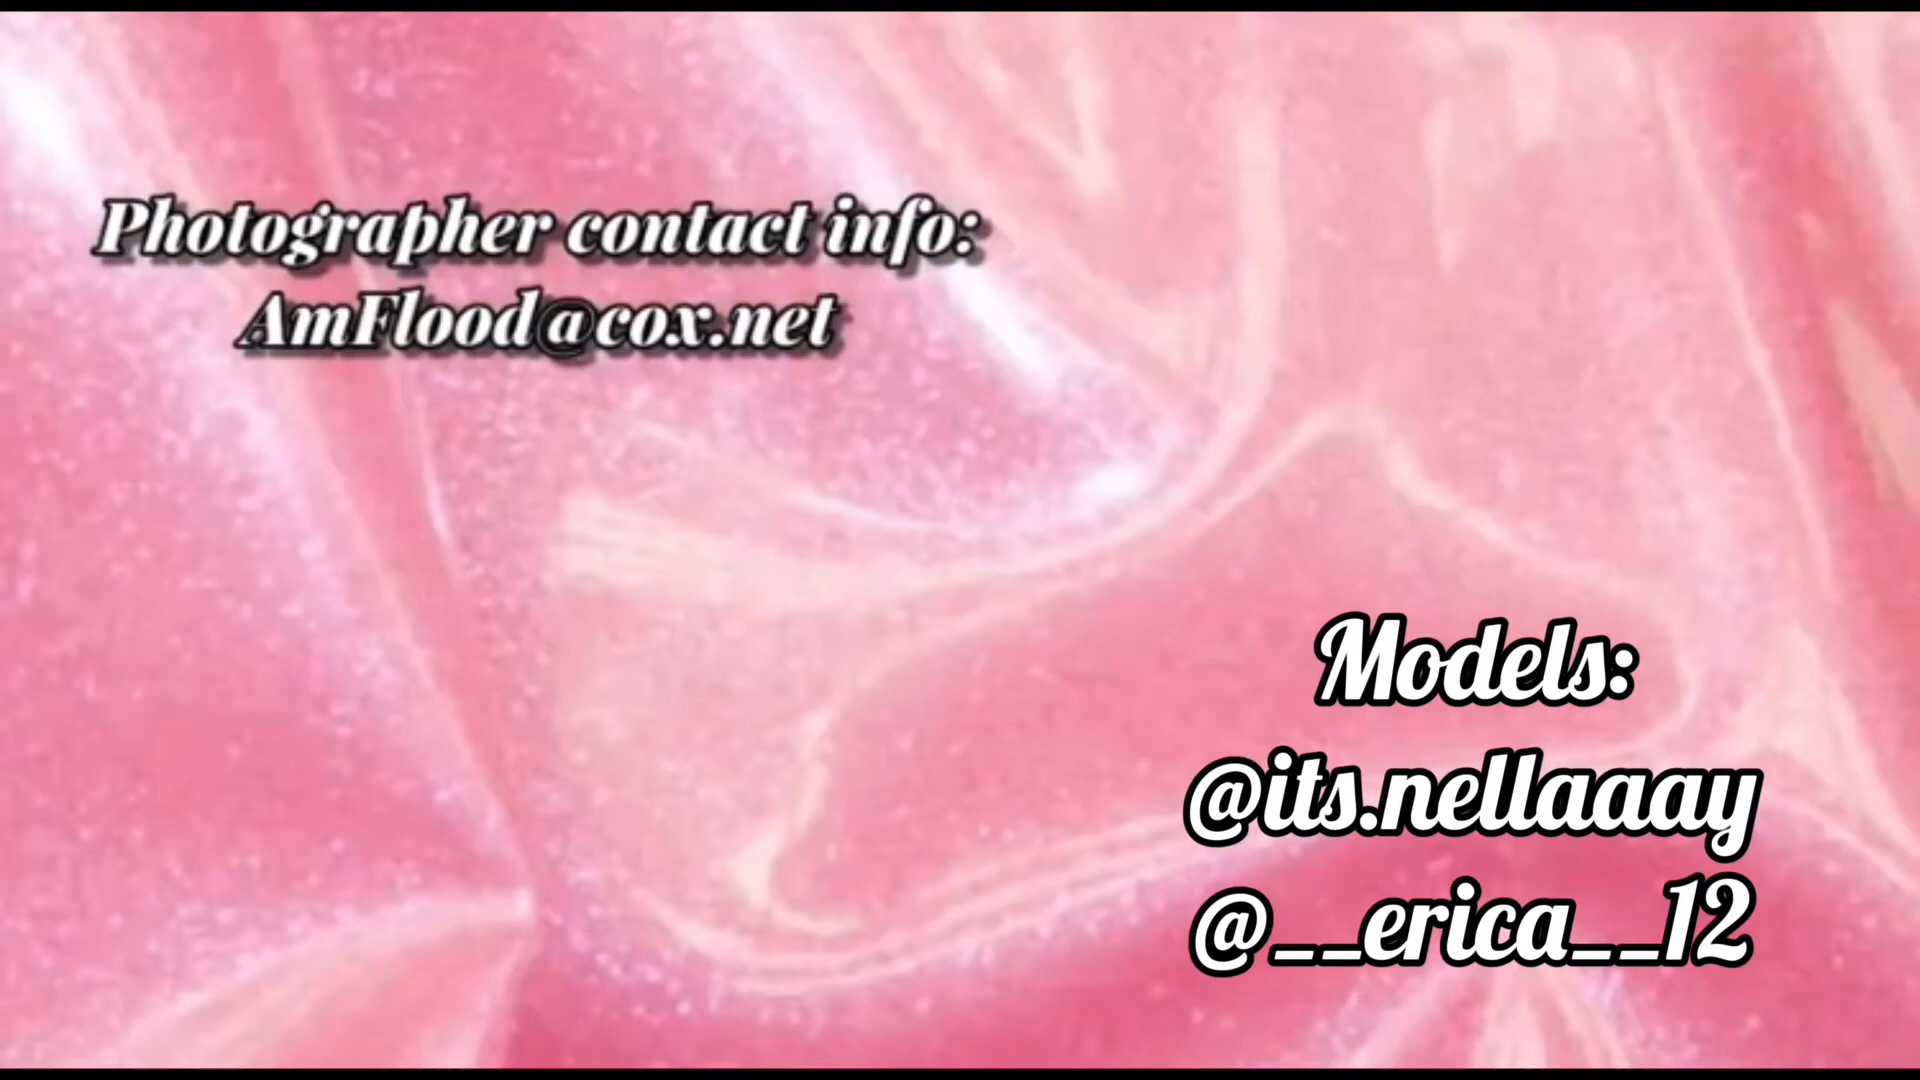 Photographer contact info:
AmFlood@cox.net
Models:
@its.nellaaay
@__erica__12